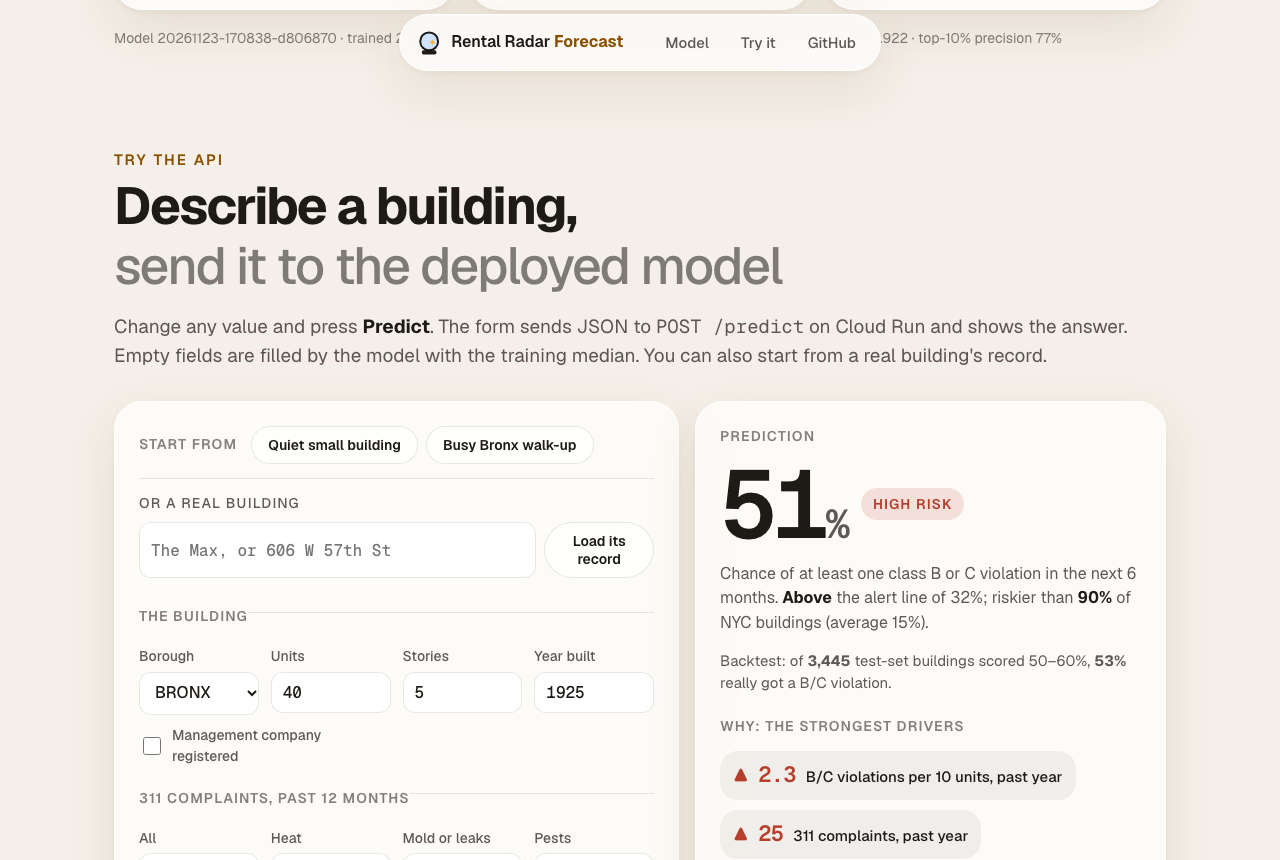 Model 20261123-170838-d806870 · trained
.922 · top-10% precision 77%
Rental Radar Forecast
Model
Try it
GitHub
TRY THE API
Describe a building,
send it to the deployed model
Change any value and press Predict. The form sends JSON to POST /predict on Cloud Run and shows the answer.
Empty fields are filled by the model with the training median. You can also start from a real building's record.
START FROM
Quiet small building
Busy Bronx walk-up
OR A REAL BUILDING
The Max, or 606 W 57th St
Load its
record
THE BUILDING
Borough
Units
Stories
Year built
BRONX
40
5
1925
Management company
registered
311 COMPLAINTS, PAST 12 MONTHS
All
Heat
Mold or leaks
Pests
PREDICTION
51%
HIGH RISK
Chance of at least one class B or C violation in the next 6
months. Above the alert line of 32%; riskier than 90% of
NYC buildings (average 15%).
Backtest: of 3,445 test-set buildings scored 50–60%, 53%
really got a B/C violation.
WHY: THE STRONGEST DRIVERS
▲ 2.3 B/C violations per 10 units, past year
▲ 25 311 complaints, past year